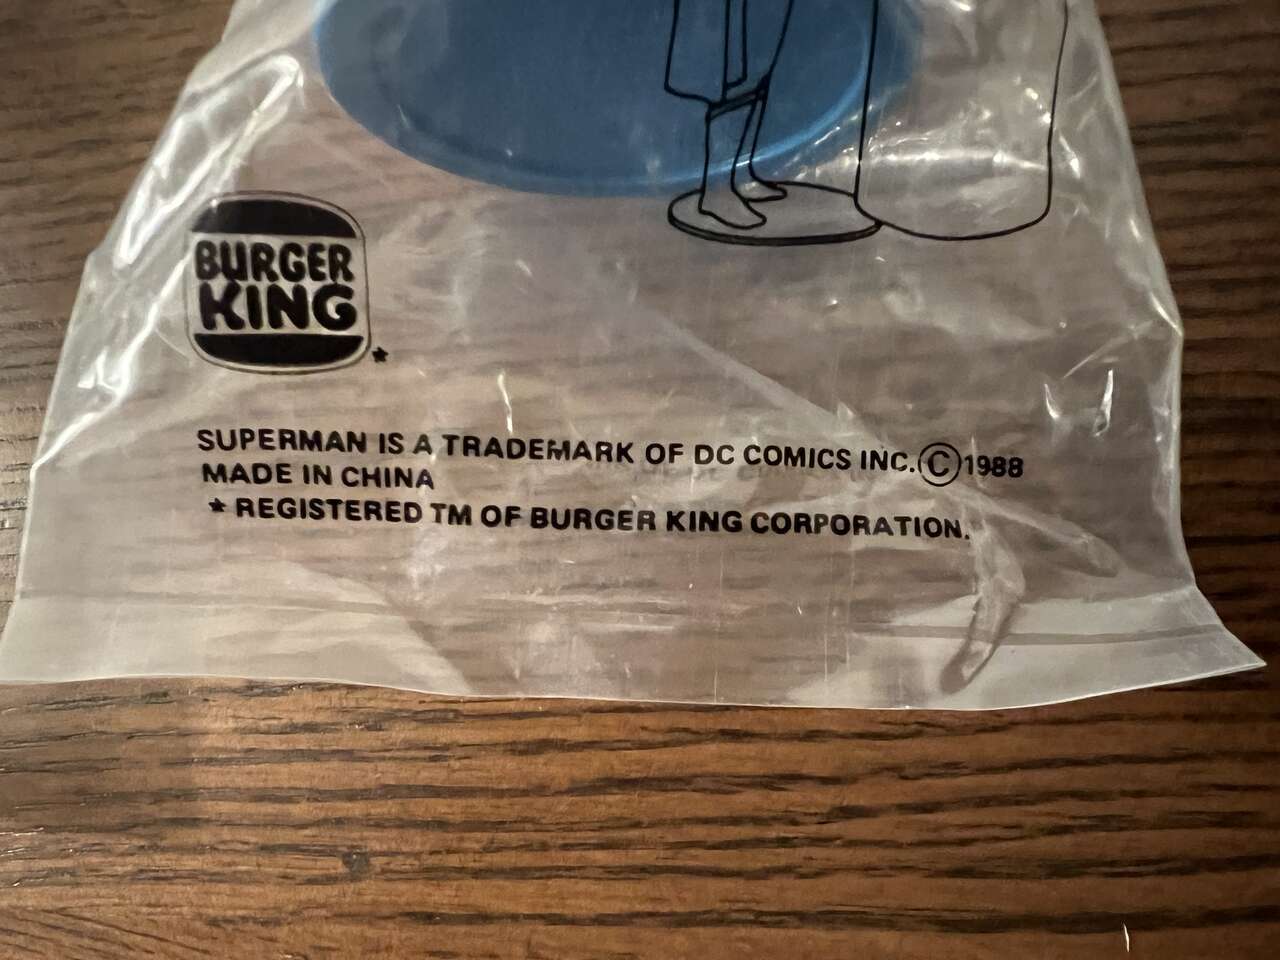 BURGER
KING
*
SUPERMAN IS A TRADEMARK OF DC COMICS INC.©1988
MADE IN CHINA
* REGISTERED TM OF BURGER KING CORPORATION.